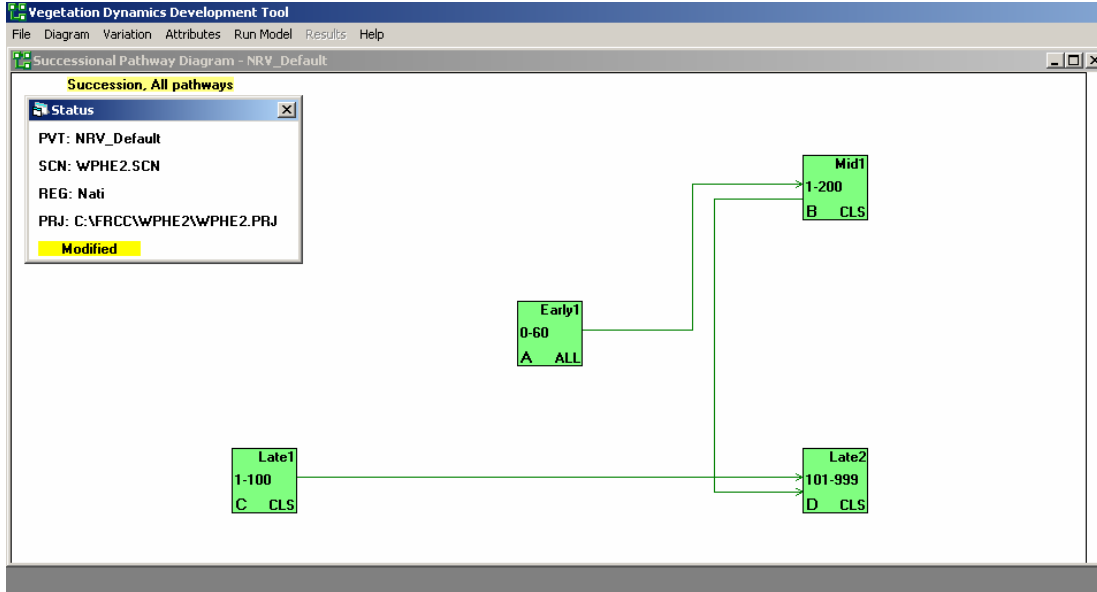 Vegetation Dynamics Development Tool
File Diagram Variation Attributes Run Model Results Help
Successional Pathway Diagram - NRV_Default
Succession, All pathways
Status
PVT: NRV_Default
SCN: WPHE2.SCN
REG: Nati
PRJ: C:\FRCC\WPHE2\WPHE2.PRJ
Modified
Mid1
1-200
B CLS
Early1
0-60
A ALL
Late1
1-100
C CLS
Late2
101-999
D CLS